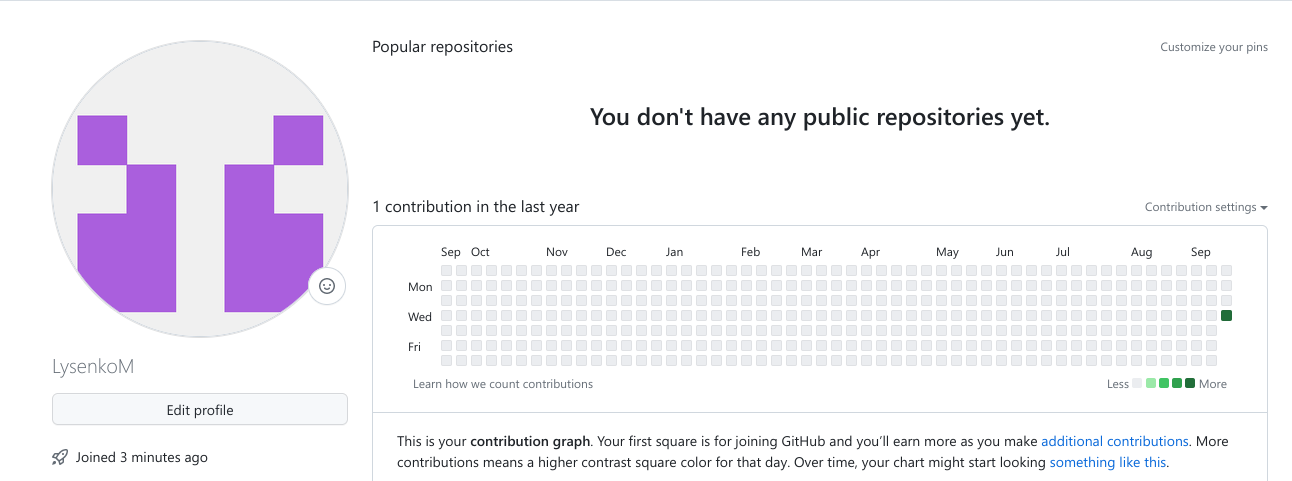 Popular repositories
Customize your pins
You don't have any public repositories yet.
1 contribution in the last year
Contribution settings
Sep Oct Nov Dec Jan Feb Mar Apr May Jun Jul Aug Sep
Mon
Wed
Fri
Learn how we count contributions
Less More
This is your contribution graph. Your first square is for joining GitHub and you’ll earn more as you make additional contributions. More
contributions means a higher contrast square color for that day. Over time, your chart might start looking something like this.
LysenkoM
Edit profile
Joined 3 minutes ago